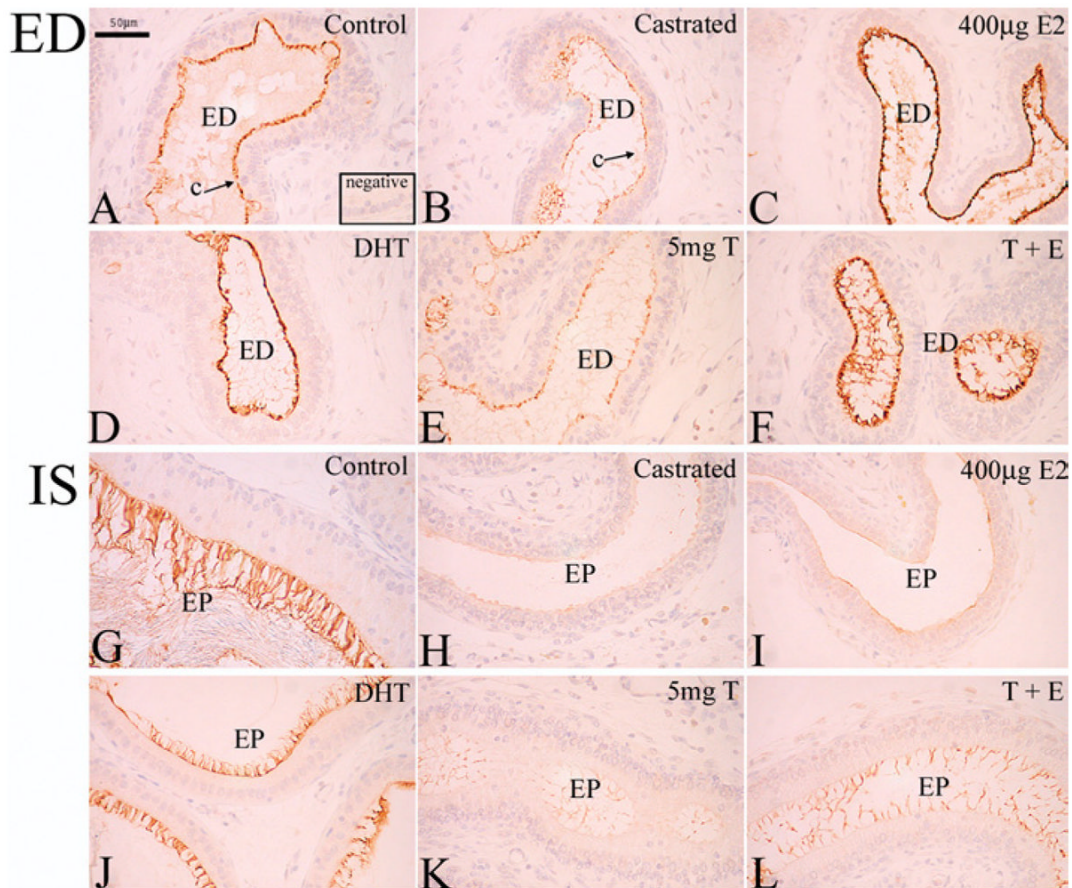 ED
50µm
Control
ED
c
negative
A
Castrated
ED
c
B
400µg E2
ED
C
DHT
ED
D
5mg T
ED
E
T + E
ED
F
IS
Control
EP
G
Castrated
EP
H
400µg E2
EP
I
DHT
EP
J
5mg T
EP
K
T + E
EP
L